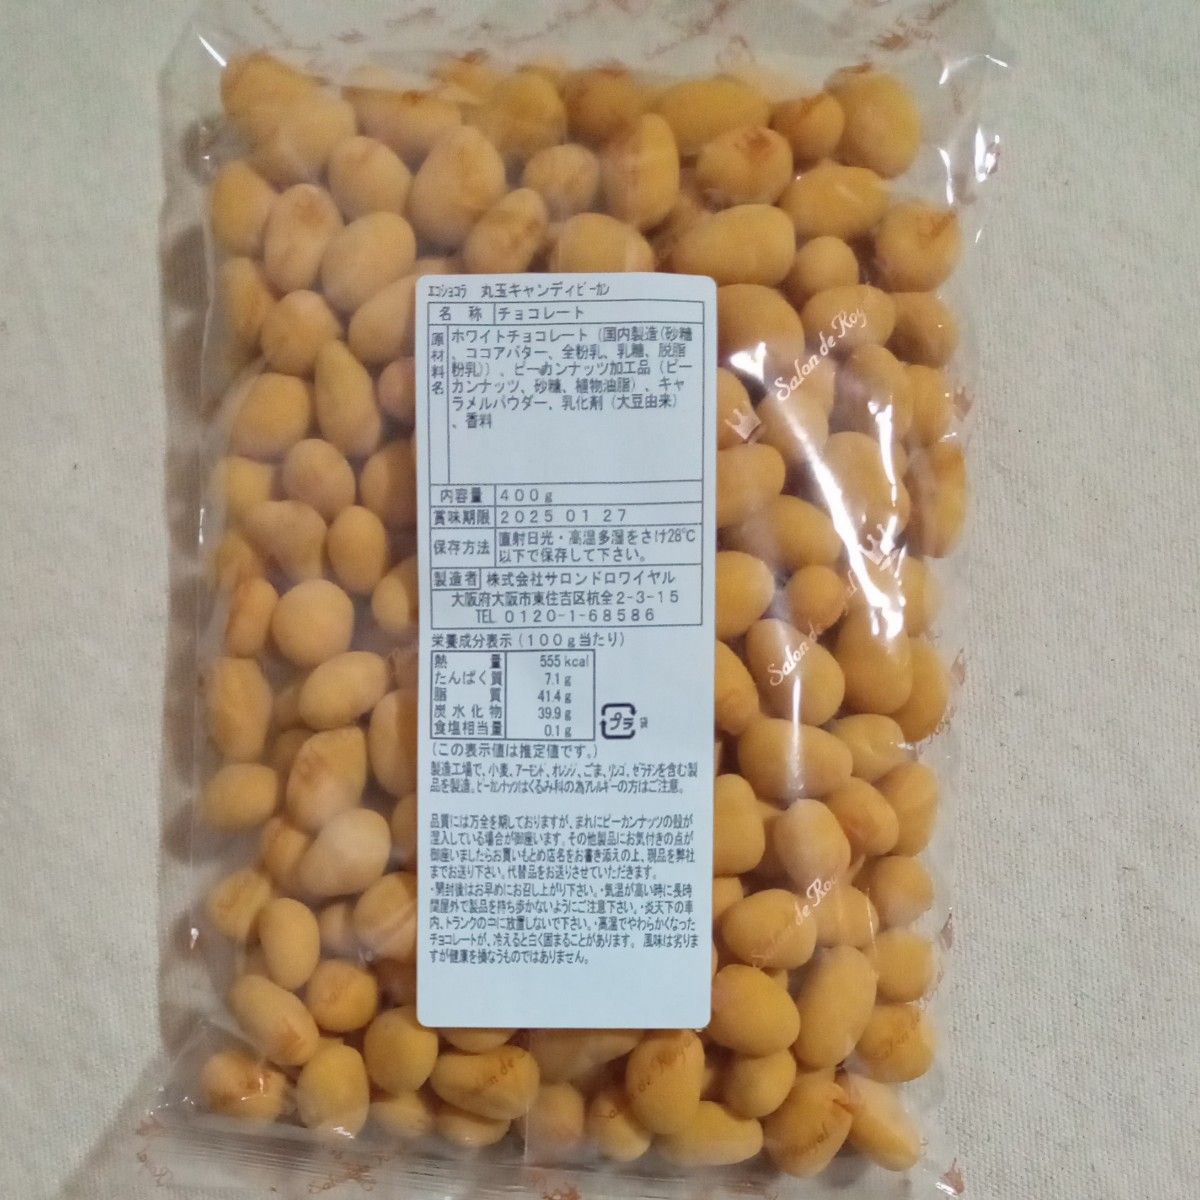 エコショコラ　丸玉キャンディピーカン
名　称 チョコレート
原材料名 ホワイトチョコレート（国内製造（砂糖
、ココアバター、全粉乳、乳糖、脱脂
粉乳））、ピーカンナッツ加工品（ピー
カンナッツ、砂糖、植物油脂）、キャ
ラメルパウダー、乳化剤（大豆由来）
、香料
内容量 400g
賞味期限 2025 01 27
保存方法 直射日光・高温多湿をさけ28℃
以下で保存して下さい。
製造者 株式会社サロンドロワイヤル
大阪府大阪市東住吉区杭全2-3-15
TEL 0120-1-68586
栄養成分表示（100g当たり）
熱量 555 kcal
たんぱく質 7.1g
脂質 41.4g
炭水化物 39.9g
食塩相当量 0.1g
プラ 袋
（この表示値は推定値です。）
製造工場で、小麦、アーモンド、オレンジ、ごま、リンゴ、ゼラチンを含む製
品を製造。ピーカンナッツはくるみ科の為アレルギーの方はご注意。
品質には万全を期しておりますが、まれにピーカンナッツの殻が
混入している場合が御座います。その他製品にお気付きの点が
御座いましたらお買いもとめ店名をお書き添えの上、現品を弊社
までお送り下さい。代替品をお送りさせていただきます。
・開封後はお早めにお召し上がり下さい。・気温が高い時に長時
間屋外で製品を持ち歩かないようにご注意下さい。・炎天下の車
内、トランクの中に放置しないで下さい。・高温でやわらかくなった
チョコレートが、冷えると白く固まることがあります。 風味は劣りま
すが健康を損なうものではありません。
Salon de Royal
Salon de
Salon de Royal
Salon de Royal